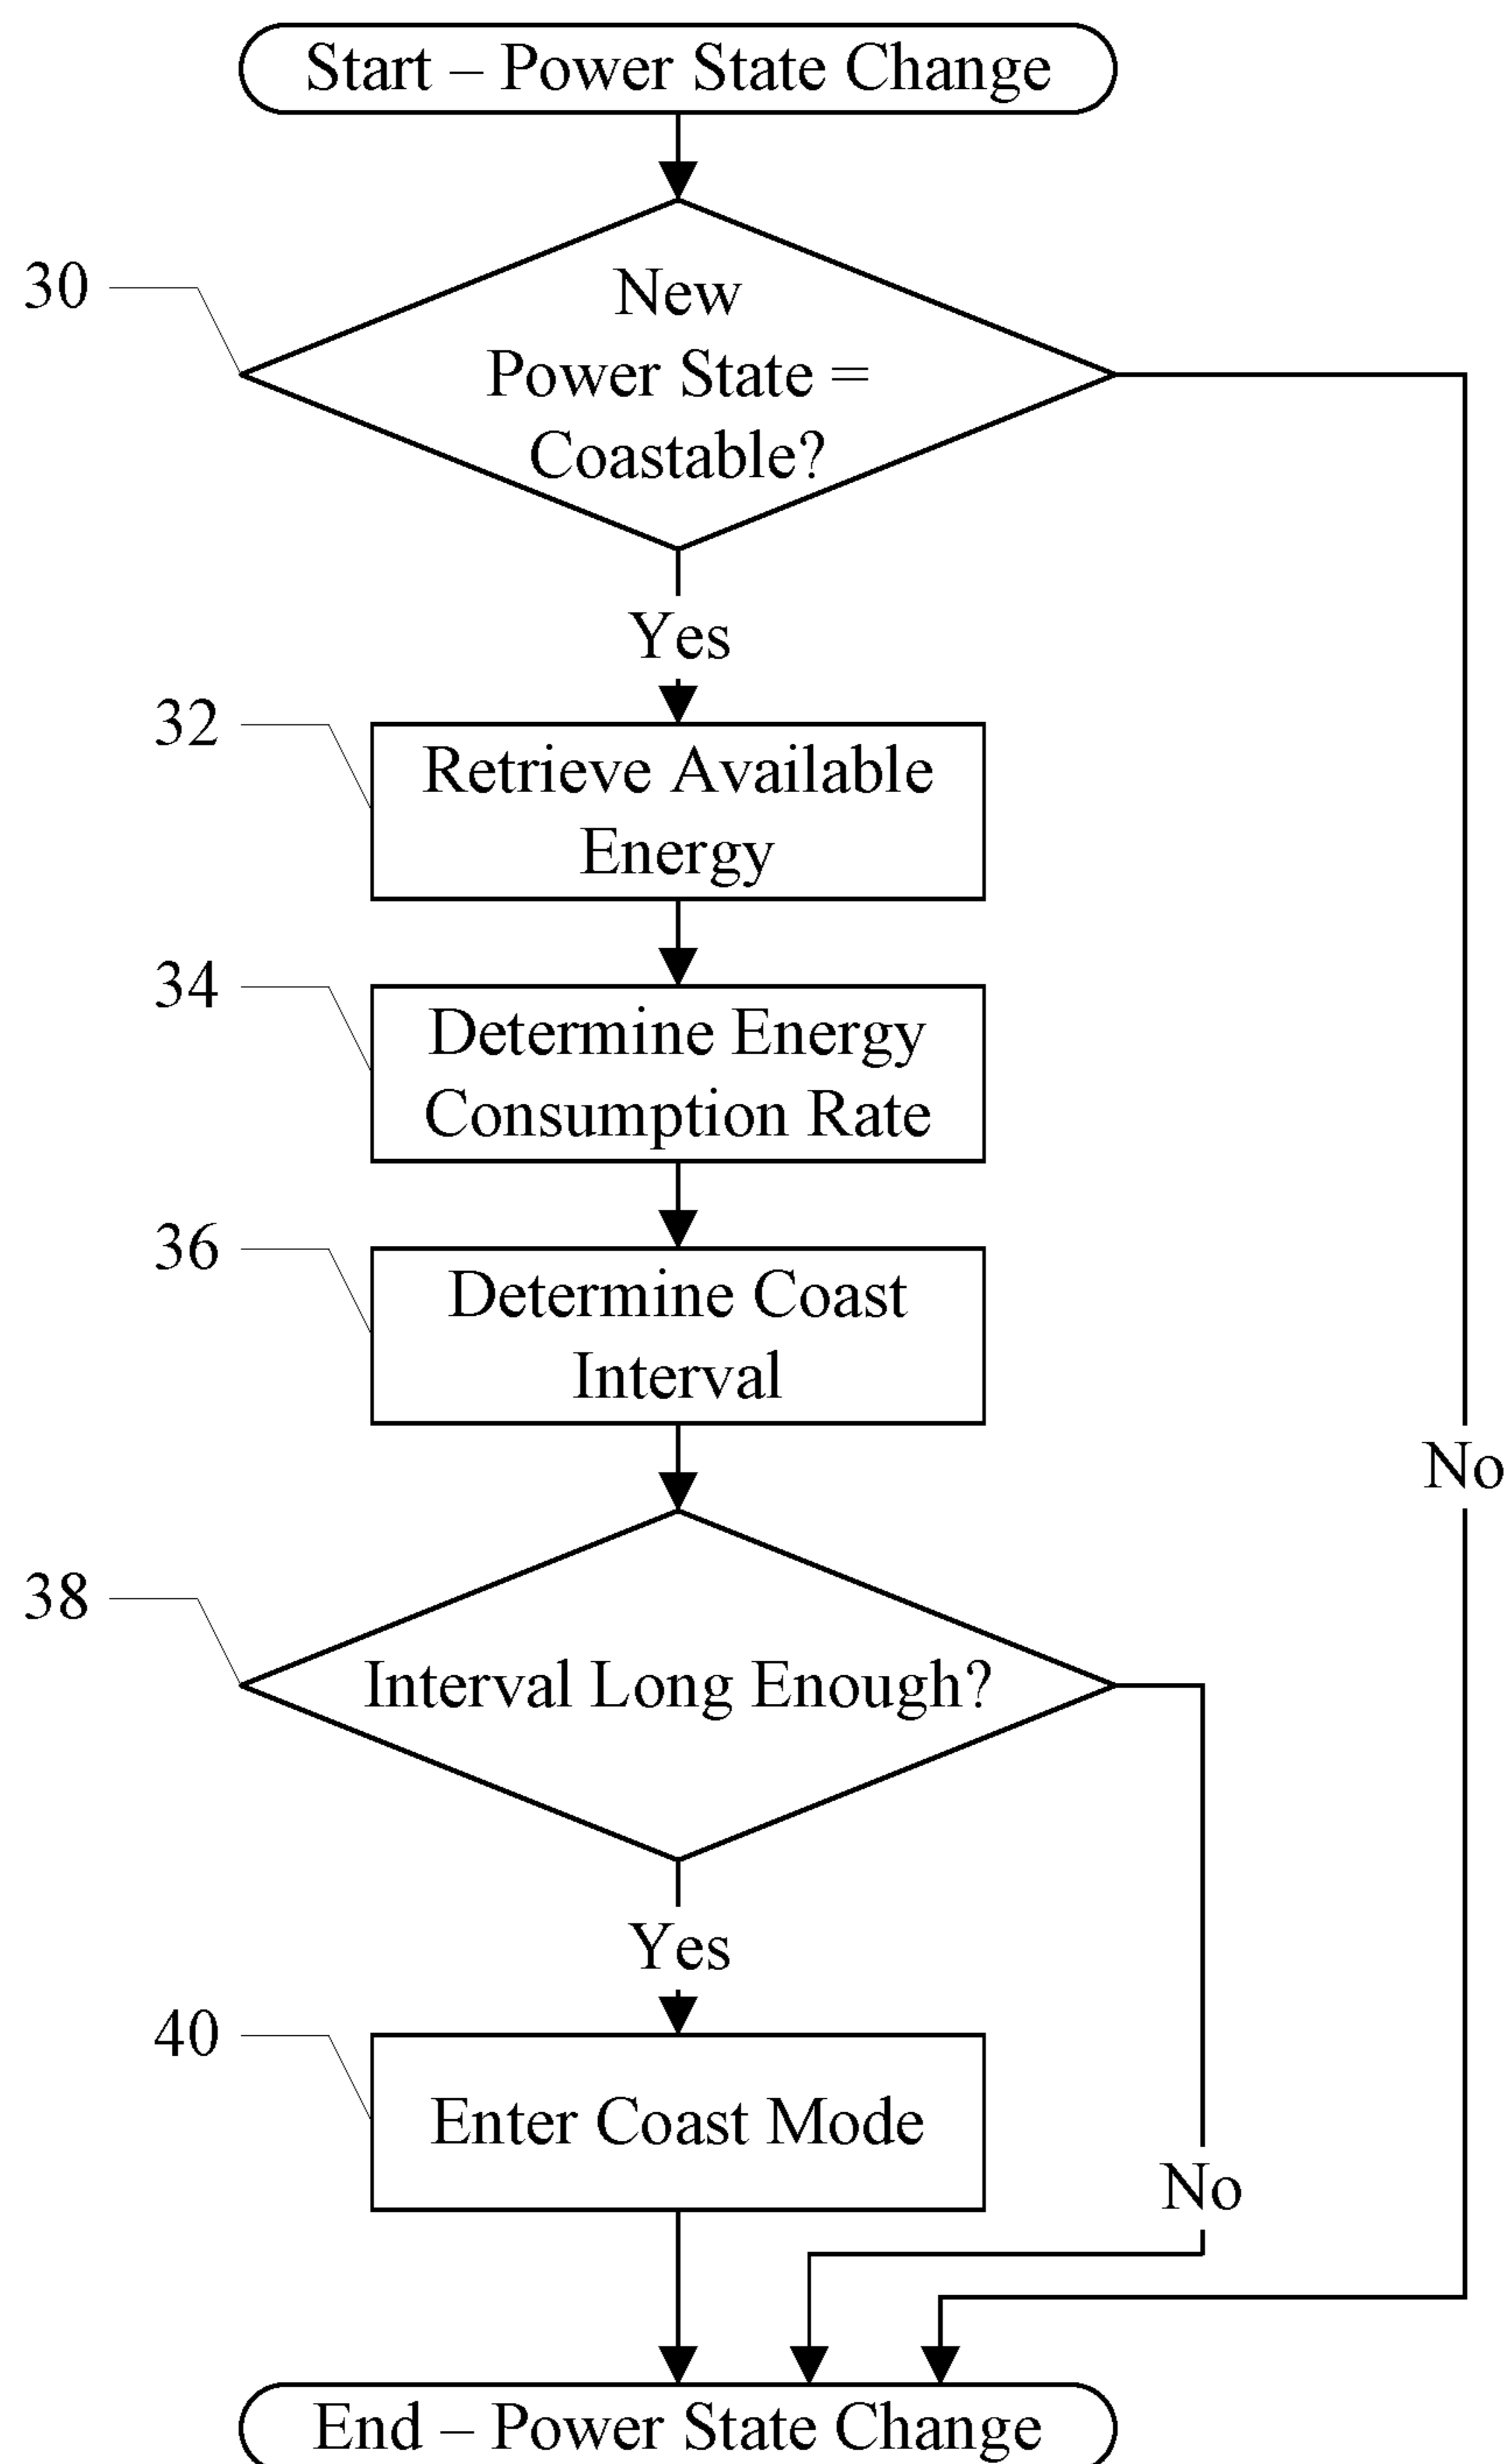 Start – Power State Change
30
New
Power State =
Coastable?
Yes
32
Retrieve Available
Energy
34
Determine Energy
Consumption Rate
36
Determine Coast
Interval
No
38
Interval Long Enough?
Yes
40
Enter Coast Mode
No
End – Power State Change